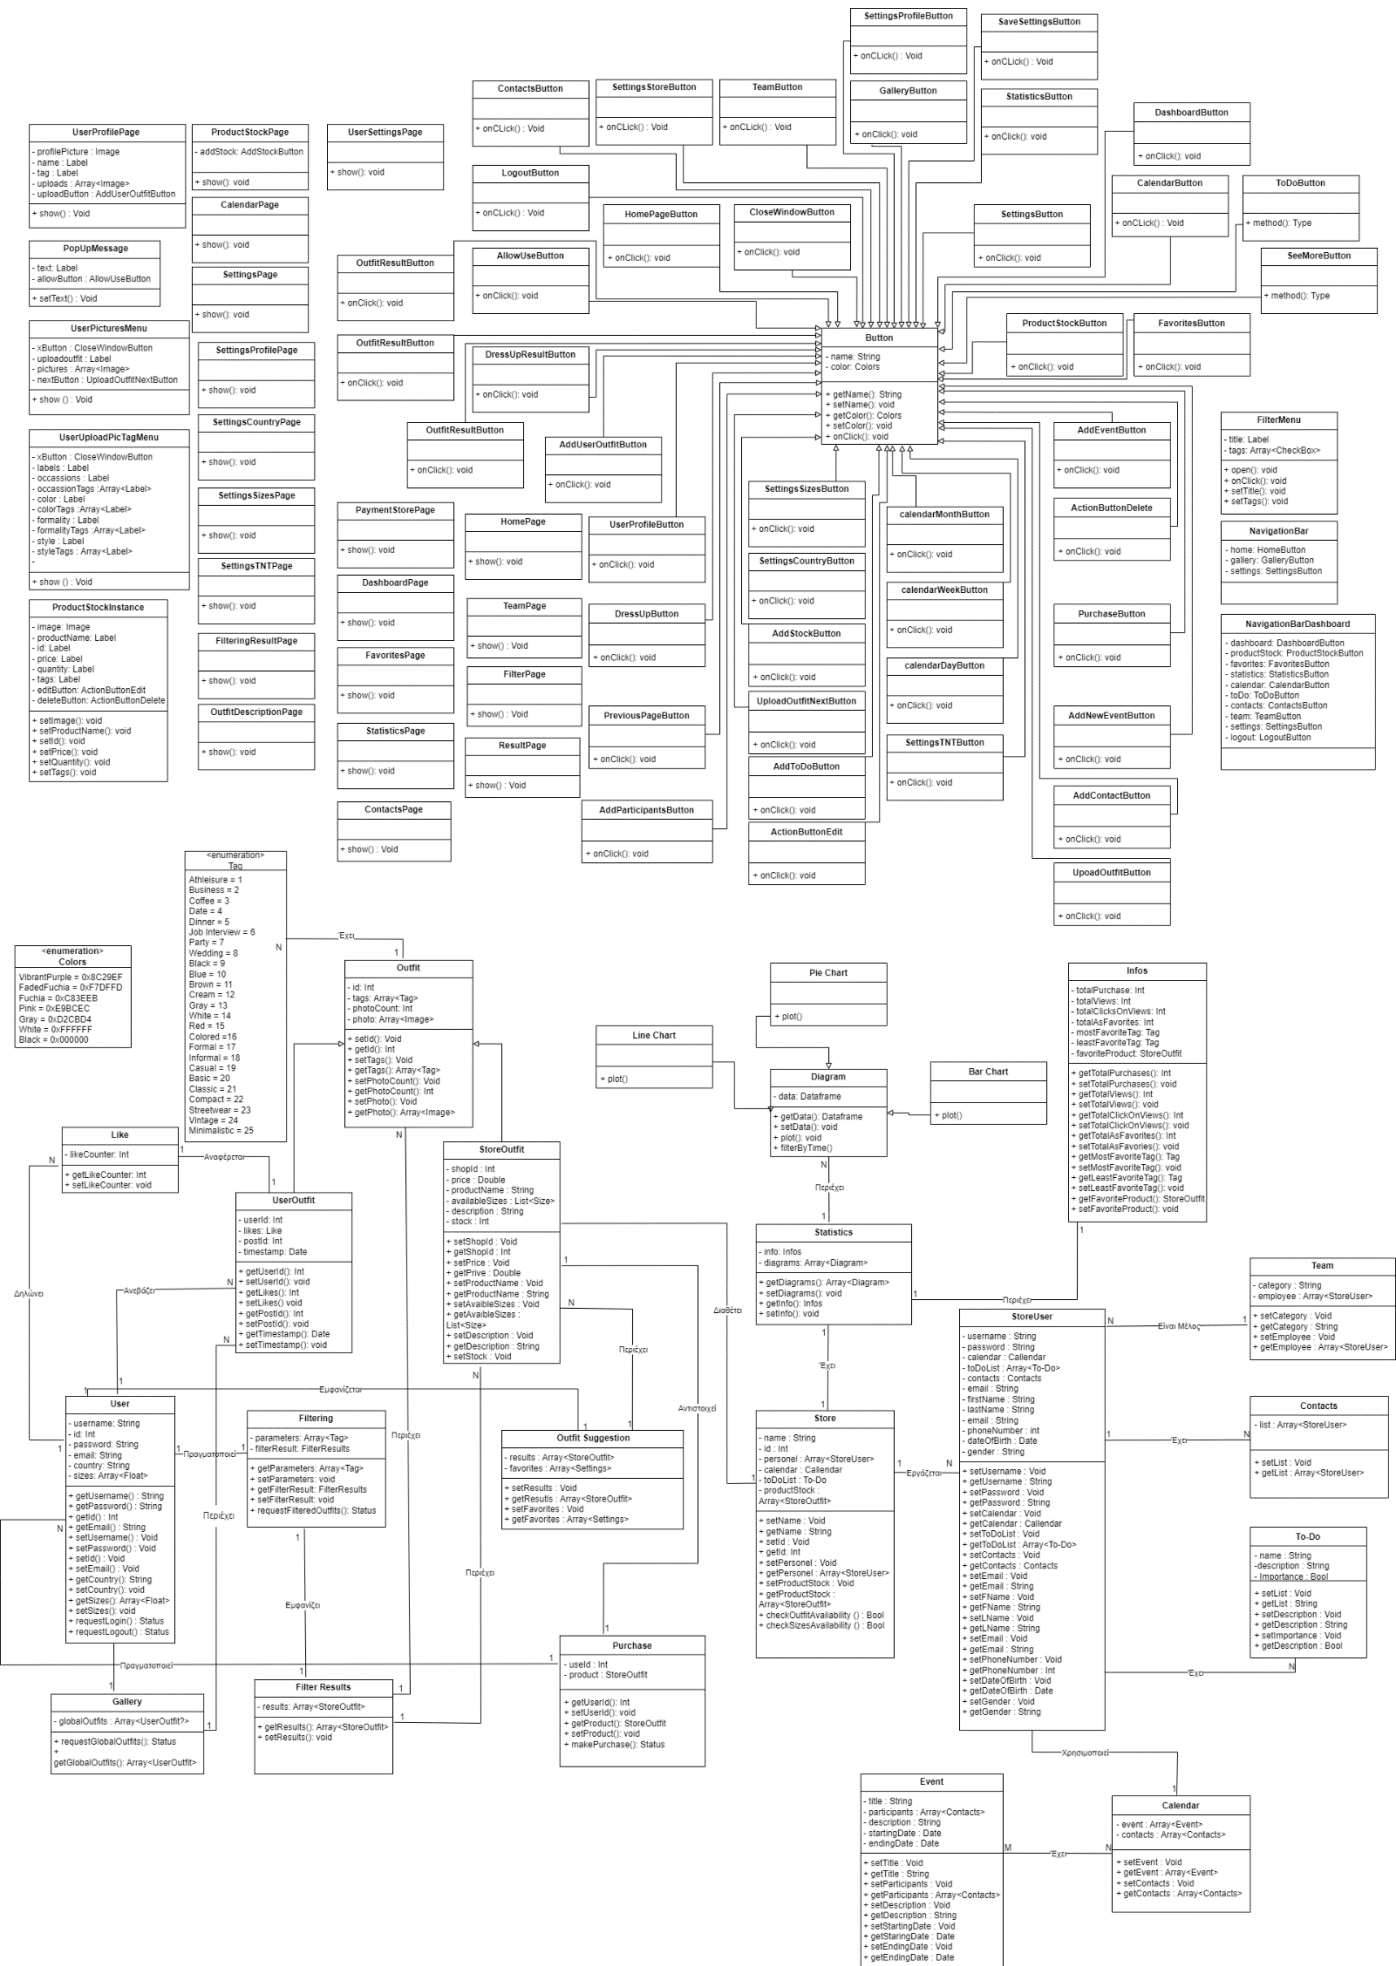 SettingsProfileButton
+ onCLick() : Void
SaveSettingsButton
+ onCLick() : Void
ContactsButton
+ onCLick() : Void
SettingsStoreButton
+ onCLick() : Void
TeamButton
+ onCLick() : Void
GalleryButton
+ onClick(): void
StatisticsButton
+ onClick(): void
DashboardButton
+ onClick(): void
UserProfilePage
- profilePicture : Image
- name : Label
- tag : Label
- uploads : Array<Image>
- uploadButton : AddUserOutfitButton
+ show() : Void
ProductStockPage
- addStock: AddStockButton
+ show(): void
UserSettingsPage
+ show(): void
LogoutButton
+ onCLick() : Void
HomePageButton
+ onClick(): void
CloseWindowButton
+ onClick(): void
SettingsButton
+ onClick(): void
CalendarButton
+ onCLick() : Void
ToDoButton
+ method(): Type
CalendarPage
+ show(): void
PopUpMessage
- text: Label
- allowButton : AllowUseButton
+ setText() : Void
SettingsPage
+ show(): void
OutfitResultButton
+ onClick(): void
AllowUseButton
+ onClick(): void
SeeMoreButton
+ method(): Type
UserPicturesMenu
- xButton : CloseWindowButton
- uploadoutfit : Label
- pictures : Array<Image>
- nextButton : UploadOutfitNextButton
+ show () : Void
SettingsProfilePage
+ show(): void
OutfitResultButton
+ onClick(): void
DressUpResultButton
+ onClick(): void
Button
- name: String
- color: Colors
+ getName(): String
+ setName(): void
+ getColor(): Colors
+ setColor(): void
+ onClick(): void
ProductStockButton
+ onClick(): void
FavoritesButton
+ onClick(): void
UserUploadPicTagMenu
- xButton : CloseWindowButton
- labels : Label
- occassions : Label
- occassionTags :Array<Label>
- color : Label
- colorTags : Array<Label>
- formality : Label
- formalityTags : Array<Label>
- style : Label
- styleTags : Array<Label>
-
+ show () : Void
SettingsCountryPage
+ show(): void
OutfitResultButton
+ onClick(): void
AddUserOutfitButton
+ onClick(): void
AddEventButton
+ onClick(): void
FilterMenu
- title: Label
- tags: Array<CheckBox>
+ open(): void
+ onClick(): void
+ setTitle(): void
+ setTags(): void
SettingsSizesPage
+ show(): void
PaymentStorePage
+ show(): void
HomePage
+ show() : Void
UserProfileButton
+ onClick(): void
SettingsSizesButton
+ onClick(): void
calendarMonthButton
+ onClick(): void
ActionButtonDelete
+ onClick(): void
NavigationBar
- home: HomeButton
- gallery: GalleryButton
- settings: SettingsButton
SettingsTNTPage
+ show(): void
DashboardPage
+ show(): void
SettingsCountryButton
+ onClick(): void
calendarWeekButton
+ onClick(): void
ProductStockInstance
- image: Image
- productName: Label
- id: Label
- price: Label
- quantity: Label
- tags: Label
- editButton: ActionButtonEdit
- deleteButton: ActionButtonDelete
+ setImage(): void
+ setProductName(): void
+ setId(): void
+ setPrice(): void
+ setQuantity(): void
+ setTags(): void
FilteringResultPage
+ show(): void
FavoritesPage
+ show(): void
TeamPage
+ show(): Void
DressUpButton
+ onClick(): void
AddStockButton
+ onClick(): void
calendarDayButton
+ onClick(): void
PurchaseButton
+ onClick(): void
NavigationBarDashboard
- dashboard: DashboardButton
- productStock: ProductStockButton
- favorites: FavoritesButton
- statistics: StatisticsButton
- calendar: CalendarButton
- toDo: ToDoButton
- contacts: ContactsButton
- team: TeamButton
- settings: SettingsButton
- logout: LogoutButton
OutfitDescriptionPage
+ show(): void
StatisticsPage
+ show(): void
FilterPage
+ show(): Void
PreviousPageButton
+ onClick(): void
UploadOutfitNextButton
+ onClick(): void
SettingsTNTButton
+ onClick(): void
AddNewEventButton
+ onClick(): void
ResultPage
+ show() : Void
AddToDoButton
+ onClick(): void
ContactsPage
+ show() : Void
AddParticipantsButton
+ onClick(): void
ActionButtonEdit
+ onClick(): void
AddContactButton
+ onClick(): void
UpoadOutfitButton
+ onClick(): void
<enumeration>
Tag
Athleisure = 1
Business = 2
Coffee = 3
Date = 4
Dinner = 5
Job Interview = 6
Party = 7
Wedding = 8
Black = 9
Blue = 10
Brown = 11
Cream = 12
Gray = 13
White = 14
Red = 15
Colored =16
Formal = 17
Informal = 18
Casual = 19
Basic = 20
Classic = 21
Compact = 22
Streetwear = 23
Vintage = 24
Minimalistic = 25
N
Έχει
1
<enumeration>
Colors
VibrantPurple = 0x8C29EF
FadedFuchia = 0xF7DFFD
Fuchia = 0xC83EEB
Pink = 0xE9BCEC
Gray = 0xD2CBD4
White = 0xFFFFFF
Black = 0x000000
Outfit
- id: Int
- tags: Array<Tag>
- photoCount: Int
- photo: Array<Image>
+ setId(): Void
+ getId(): Int
+ setTags(): Void
+ getTags(): Array<Tag>
+ setPhotoCount(): Void
+ getPhotoCount(): Int
+ setPhoto(): Void
+ getPhoto(): Array<Image>
N
Pie Chart
+ plot()
Line Chart
+ plot()
Diagram
- data: Dataframe
+ getData(): Dataframe
+ setData(): void
+ plot(): void
+ filterByTime()
Bar Chart
+ plot()
N
Περιέχει
1
Infos
- totalPurchase: Int
- totalViews: Int
- totalClicksOnViews: Int
- totalAsFavorites: Int
- mostFavoriteTag: Tag
- leastFavoriteTag: Tag
- favoriteProduct: StoreOutfit
+ getTotalPurchases(): Int
+ setTotalPurchases(): void
+ getTotalViews(): Int
+ setTotalViews(): void
+ getTotalClickOnViews(): Int
+ setTotalClickOnViews(): void
+ getTotalAsFavorites(): Int
+ setTotalAsFavories(): void
+ getMostFavoriteTag(): Tag
+ setMostFavoriteTag(): void
+ getLeastFavoriteTag(): Tag
+ setLeastFavoriteTag(): void
+ getFavoriteProduct(): StoreOutfit
+ setFavoriteProduct(): void
1
Like
- likeCounter: Int
+ getLikeCounter: Int
+ setLikeCounter: void
N
1
Αναφέρεται
1
StoreOutfit
- shopId : Int
- price : Double
- productName : String
- availableSizes : List<Size>
- description : String
- stock : Int
+ setShopId : Void
+ getShopId : Int
+ setPrice : Void
+ getPrive : Double
+ setProductName : Void
+ getProductName : String
+ setAvaibleSizes : Void
+ getAvaibleSizes :
List<Size>
+ setDescription : Void
+ getDescription : String
+ setStock : Void
UserOutfit
- userId: Int
- likes: Like
- postId: Int
- timestamp: Date
+ getUserId(): Int
+ setUserId(): void
+ getLikes(): Int
+ setLikes() void
+ getPostId(): Int
+ setPostId(): void
+ getTimestamp(): Date
+ setTimestamp(): void
Statistics
- info: Infos
- diagrams: Array<Diagram>
+ getDiagrams(): Array<Diagram>
+ setDiagrams(): void
+ getInfo(): Infos
+ setInfo(): void
1
Περιέχει
1
Έχει
1
Δηλώνει
Ανεβάζει
N
N
1
N
Περιέχει
Διαθέτει
Team
- category : String
- employee : Array<StoreUser>
+ setCategory : Void
+ getCategory : String
+ setEmployee : Void
+ getEmployee : Array<StoreUser>
N
Είναι Μέλος
1
StoreUser
- username : String
- password : String
- calendar : Callendar
- toDoList : Array<To-Do>
- contacts : Contacts
- email : String
- firstName : String
- lastName : String
- email : String
- phoneNumber : int
- dateOfBirth : Date
- gender : String
+ setUsername : Void
+ getUsername : String
+ setPassword : Void
+ getPassword : String
+ setCalendar : Void
+ getCalendar : Callendar
+ setToDoList : Void
+ getToDoList : Array<To-Do>
+ setContacts : Void
+ getContacts : Contacts
+ setEmail : Void
+ getEmail : String
+ setFName : Void
+ getFName : String
+ setLName : Void
+ getLName : String
+ setEmail : Void
+ getEmail : String
+ setPhoneNumber : Void
+ getPhoneNumber : Int
+ setDateOfBirth : Void
+ getDateOfBirth : Date
+ setGender : Void
+ getGender : String
1
1
Εμφανίζεται
N
1
1
Αντιστοιχεί
User
- username: String
- id: Int
- password: String
- email: String
- country: String
- sizes: Array<Float>
+ getUsername() : String
+ getPassword() : String
+ getId() : Int
+ getEmail() : String
+ setUsername() : Void
+ setPassword() : Void
+ setId() : Void
+ setEmail() : Void
+ getCountry(): String
+ setCountry(): void
+ getSizes(): Array<Float>
+ setSizes(): void
+ requestLogin() : Status
+ requestLogout() : Status
1
1
Πραγματοποιεί
1
N
Filtering
- parameters: Array<Tag>
- filterResult: FilterResults
+ getParameters: Array<Tag>
+ setParameters: void
+ getFilterResult: FilterResults
+ setFilterResult: void
+ requestFilteredOutfits(): Status
1
Περιέχει
Περιέχει
Outfit Suggestion
- results : Array<StoreOutfit>
- favorites : Array<Settings>
+ setResults : Void
+ getResutls : Array<StoreOutfit>
+ setFavorites : Void
+ getFavorites : Array<Settings>
Store
- name : String
- id : Int
- personel : Array<StoreUser>
- calendar : Callendar
- toDoList : To-Do
- productStock :
Array<StoreOutfit>
+ setName : Void
+ getName : String
+ setId : Void
+ getId: Int
+ setPersonel : Void
+ getPersonel : Array<StoreUser>
+ setProductStock : Void
+ getProductStock :
Array<StoreOutfit>
+ checkOutfitAvailability () : Bool
+ checkSizesAvailability () : Bool
1
1
Εργάζεται
N
Contacts
- list : Array<StoreUser>
+ setList : Void
+ getList : Array<StoreUser>
1
Έχει
N
To-Do
- name : String
-description : String
- Importance : Bool
+ setList : Void
+ getList : String
+ setDescription : Void
+ getDescription : String
+ setImportance : Void
+ getDescription : Bool
1
Έχει
N
Περιέχει
Εμφανίζει
1
1
Purchase
- useId : Int
- product : StoreOutfit
+ getUserId(): Int
+ setUserId(): void
+ getProduct(): StoreOutfit
+ setProduct(): void
+ makePurchase(): Status
Πραγματοποιεί
1
1
Gallery
- globalOutfits : Array<UserOutfit?>
+ requestGlobalOutfits(): Status
+
getGlobalOutfits(): Array<UserOutfit>
1
Filter Results
- results: Array<StoreOutfit>
+ getResults(): Array<StoreOutfit>
+ setResults(): void
1
1
1
Χρησιμοποιεί
1
Event
- title : String
- participants : Array<Contacts>
- description : String
- startingDate : Date
- endingDate : Date
+ setTitle : Void
+ getTitle : String
+ setParticipants : Void
+ getParticipants : Array<Contacts>
+ setDescription : Void
+ getDescription : String
+ setStartingDate : Void
+ getStaringDate : Date
+ setEndingDate : Void
+ getEndingDate : Date
M
Έχει
N
Calendar
- event : Array<Event>
- contacts : Array<Contacts>
+ setEvent : Void
+ getEvent : Array<Event>
+ setContacts : Void
+ getContacts : Array<Contacts>